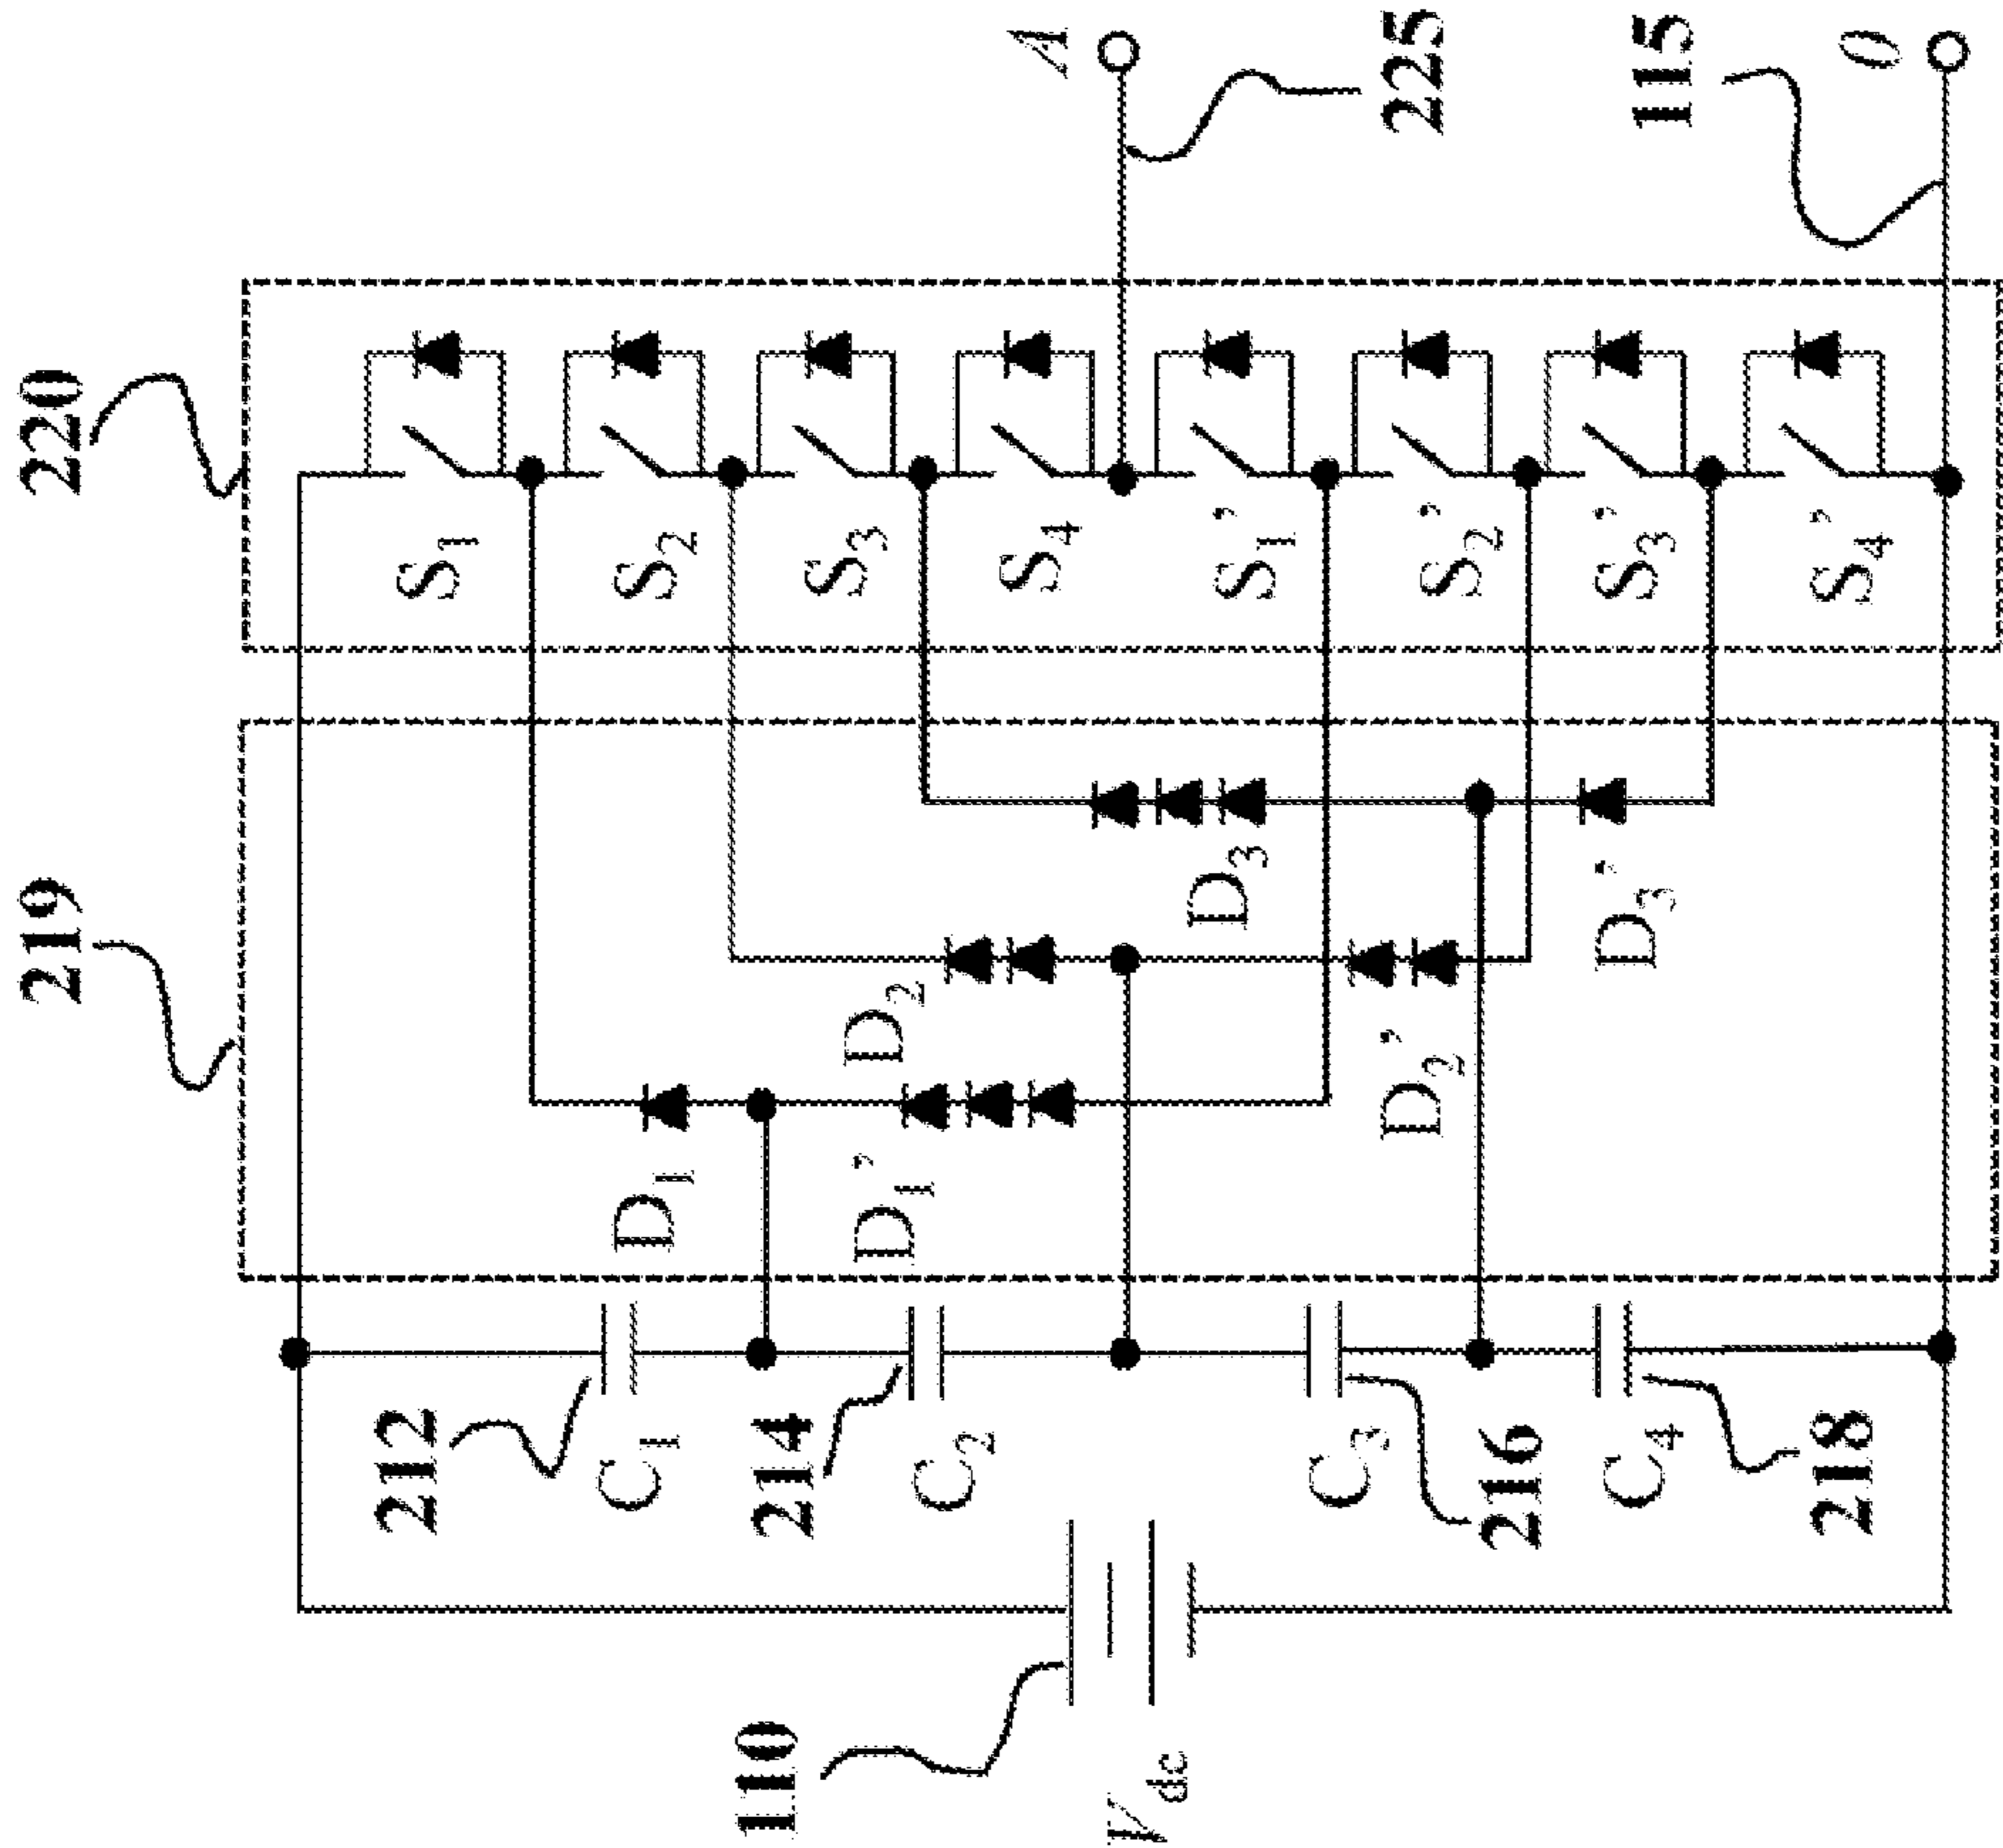 219
220
A
225
115
0
S₁
S₂
S₃
S₄
S₁’
S₂’
S₃’
S₄’
D₁
D₁’
D₂
D₂’
D₃
D₃’
212
C₁
214
C₂
C₃
216
C₄
218
110
V_dc